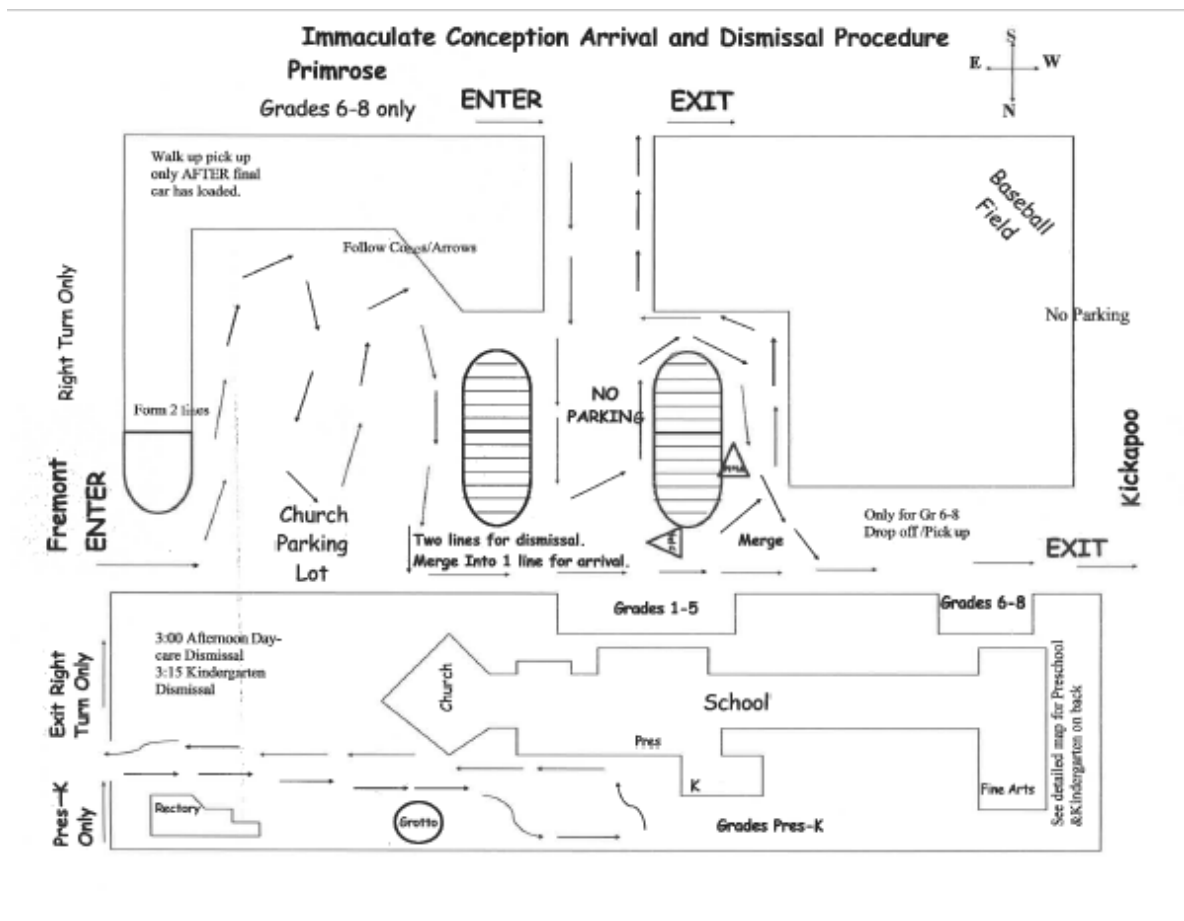 Immaculate Conception Arrival and Dismissal Procedure
S
E
W
N
Primrose
Grades 6-8 only
ENTER
EXIT
Walk up pick up
only AFTER final
car has loaded.
Baseball
Field
Follow Cones/Arrows
Right Turn Only
No Parking
Form 2 lines
NO
PARKING
Fremont
ENTER
Kickapoo
Church
Parking
Lot
Only for Gr 6-8
Drop off/Pick up
Two lines for dismissal.
Merge Into 1 line for arrival.
Merge
EXIT
Grades 1-5
Grades 6-8
3:00 Afternoon Day-
care Dismissal
3:15 Kindergarten
Dismissal
Exit Right
Turn Only
Church
School
Pres
K
Fine Arts
See detailed map for Preschool
&Kindergarten on back
Pres-K
Only
Rectory
Grotto
Grades Pres-K